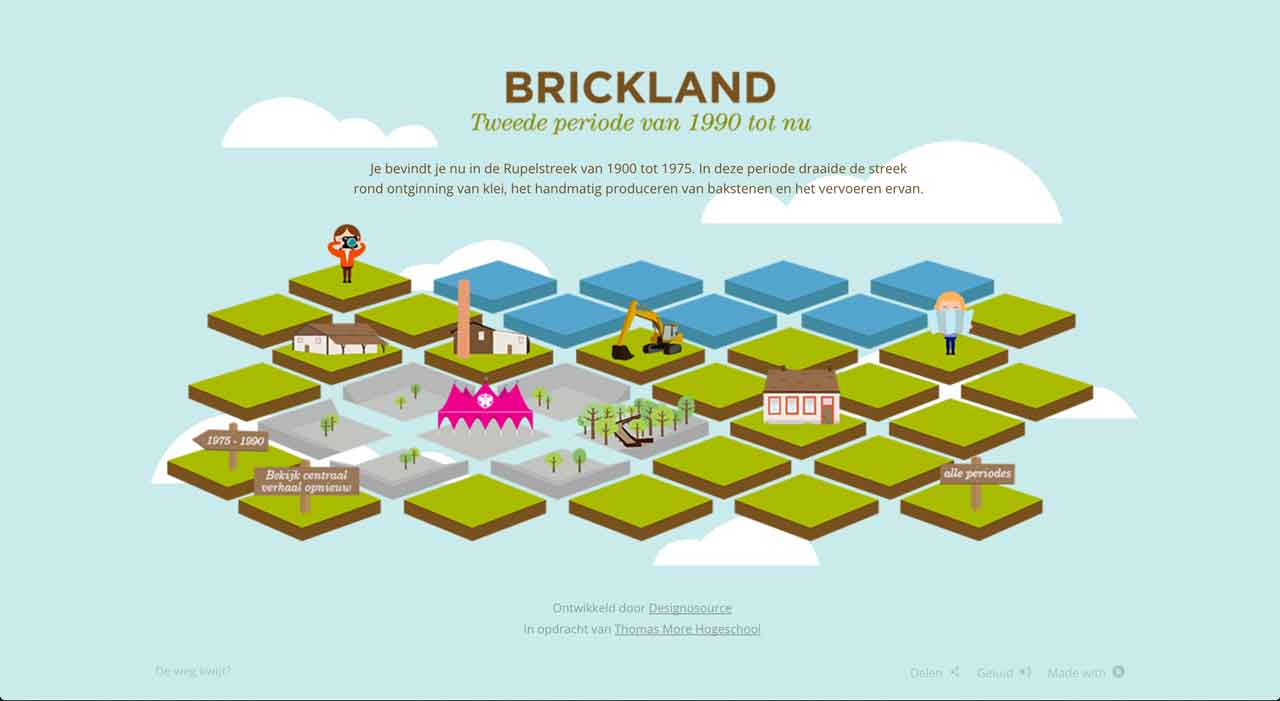 BRICKLAND
Tweede periode van 1990 tot nu
Je bevindt je nu in de Rupelstreek van 1900 tot 1975. In deze periode draaide de streek
rond ontginning van klei, het handmatig produceren van bakstenen en het vervoeren ervan.
1975 - 1990
Bekijk centraal
verhaal opnieuw
alle periodes
Ontwikkeld door Designosource
In opdracht van Thomas More Hogeschool
De weg kwijt?
Delen
Geluid
Made with